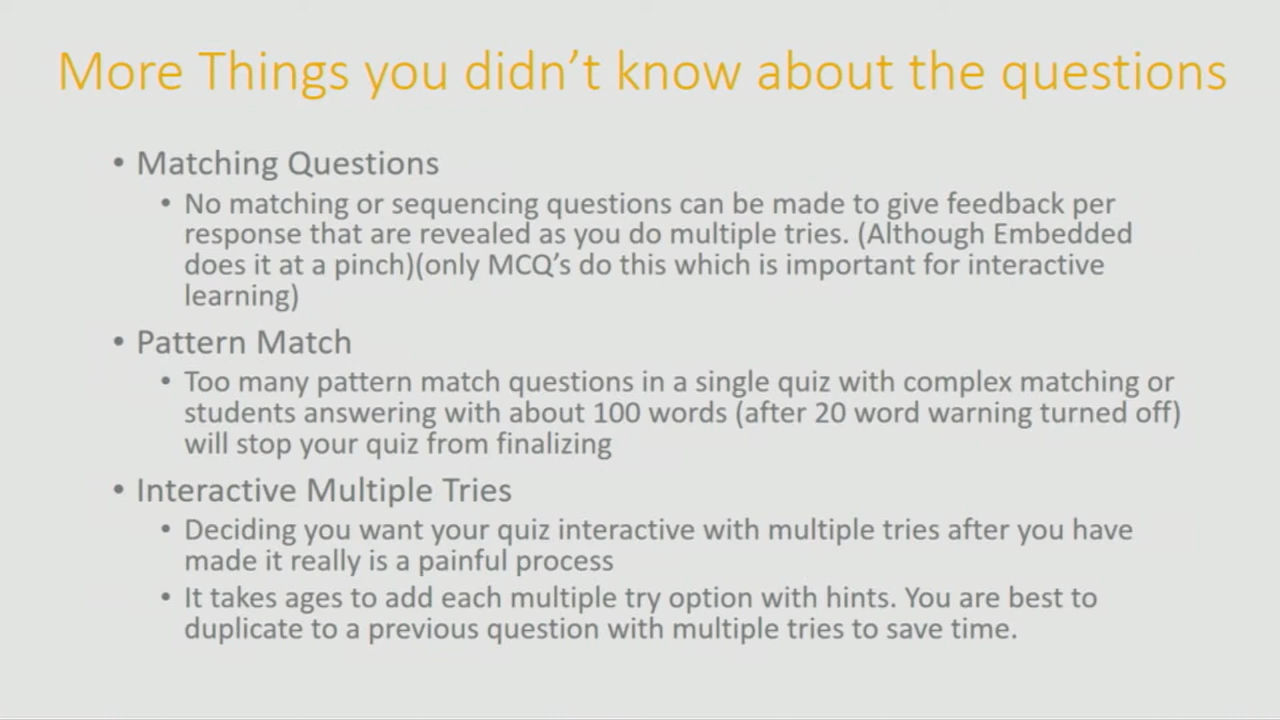 More Things you didn't know about the questions
• Matching Questions
• No matching or sequencing questions can be made to give feedback per
response that are revealed as you do multiple tries. (Although Embedded
does it at a pinch)(only MCQ's do this which is important for interactive
learning)
• Pattern Match
• Too many pattern match questions in a single quiz with complex matching or
students answering with about 100 words (after 20 word warning turned off)
will stop your quiz from finalizing
• Interactive Multiple Tries
• Deciding you want your quiz interactive with multiple tries after you have
made it really is a painful process
• It takes ages to add each multiple try option with hints. You are best to
duplicate to a previous question with multiple tries to save time.